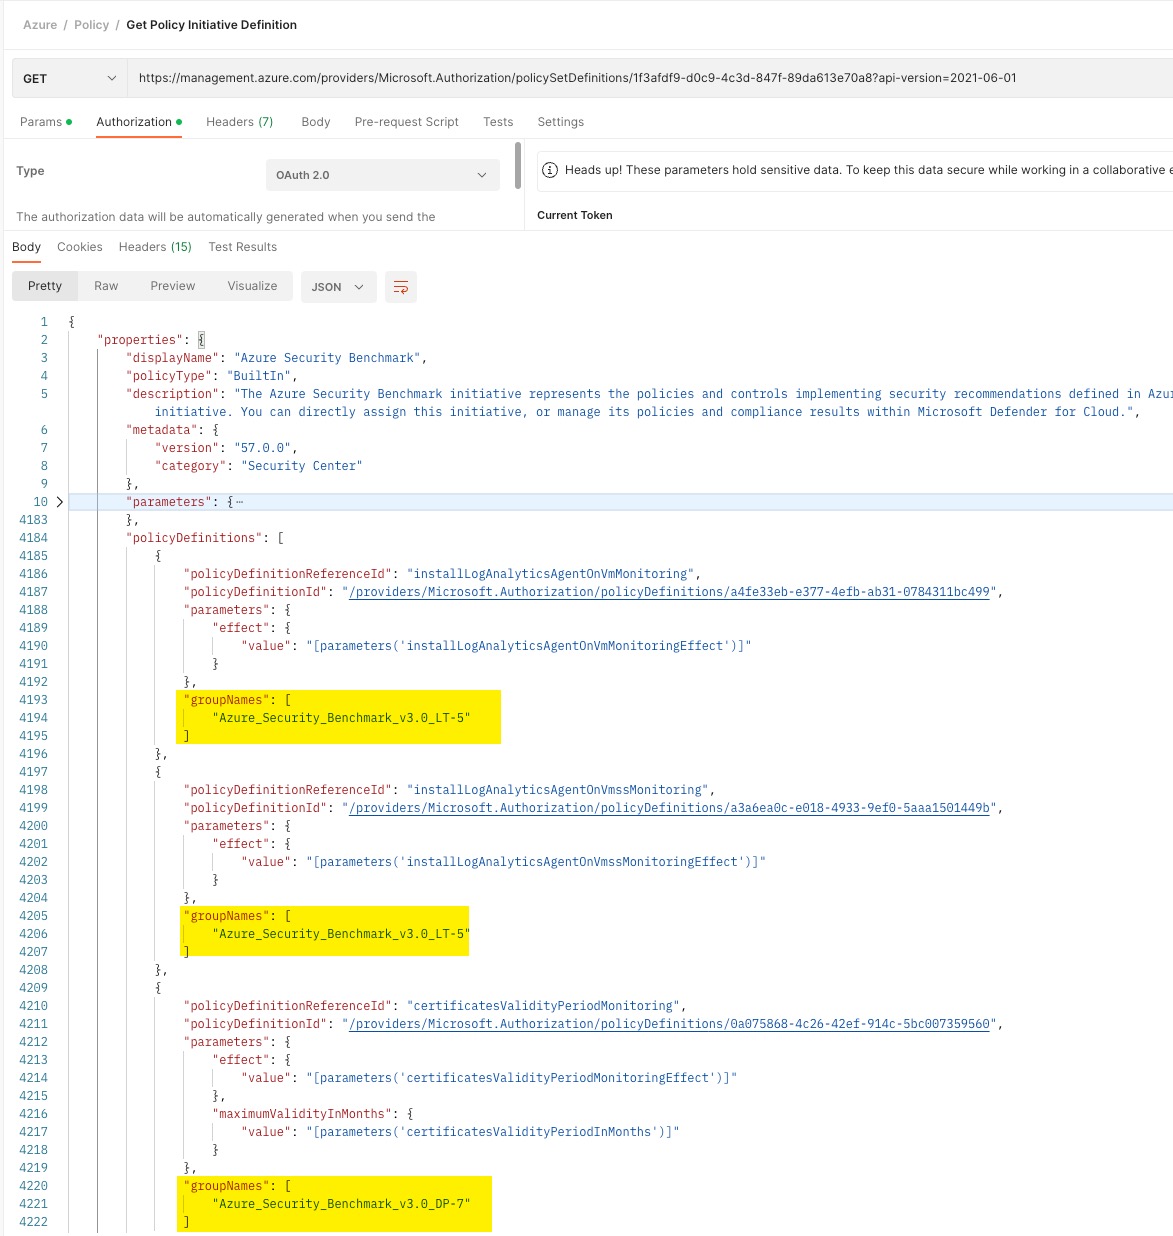 Azure / Policy / Get Policy Initiative Definition
GET https://management.azure.com/providers/Microsoft.Authorization/policySetDefinitions/1f3afdf9-d0c9-4c3d-847f-89da613e70a8?api-version=2021-06-01
Params Authorization Headers (7) Body Pre-request Script Tests Settings
Type OAuth 2.0
Heads up! These parameters hold sensitive data. To keep this data secure while working in a collaborative
The authorization data will be automatically generated when you send the
Current Token
Body Cookies Headers (15) Test Results
Pretty Raw Preview Visualize JSON
1 {
2 "properties": {
3 "displayName": "Azure Security Benchmark",
4 "policyType": "BuiltIn",
5 "description": "The Azure Security Benchmark initiative represents the policies and controls implementing security recommendations defined in
initiative. You can directly assign this initiative, or manage its policies and compliance results within Microsoft Defender for Cloud.",
6 "metadata": {
7 "version": "57.0.0",
8 "category": "Security Center"
9 },
10 "parameters": {…
4183 },
4184 "policyDefinitions": [
4185 {
4186 "policyDefinitionReferenceId": "installLogAnalyticsAgentOnVmMonitoring",
4187 "policyDefinitionId": "/providers/Microsoft.Authorization/policyDefinitions/a4fe33eb-e377-4efb-ab31-0784311bc499",
4188 "parameters": {
4189 "effect": {
4190 "value": "[parameters('installLogAnalyticsAgentOnVmMonitoringEffect')]"
4191 }
4192 },
4193 "groupNames": [
4194 "Azure_Security_Benchmark_v3.0_LT-5"
4195 ]
4196 },
4197 {
4198 "policyDefinitionReferenceId": "installLogAnalyticsAgentOnVmssMonitoring",
4199 "policyDefinitionId": "/providers/Microsoft.Authorization/policyDefinitions/a3a6ea0c-e018-4933-9ef0-5aaa1501449b",
4200 "parameters": {
4201 "effect": {
4202 "value": "[parameters('installLogAnalyticsAgentOnVmssMonitoringEffect')]"
4203 }
4204 },
4205 "groupNames": [
4206 "Azure_Security_Benchmark_v3.0_LT-5"
4207 ]
4208 },
4209 {
4210 "policyDefinitionReferenceId": "certificatesValidityPeriodMonitoring",
4211 "policyDefinitionId": "/providers/Microsoft.Authorization/policyDefinitions/0a075868-4c26-42ef-914c-5bc007359560",
4212 "parameters": {
4213 "effect": {
4214 "value": "[parameters('certificatesValidityPeriodMonitoringEffect')]"
4215 },
4216 "maximumValidityInMonths": {
4217 "value": "[parameters('certificatesValidityPeriodInMonths')]"
4218 }
4219 },
4220 "groupNames": [
4221 "Azure_Security_Benchmark_v3.0_DP-7"
4222 ]